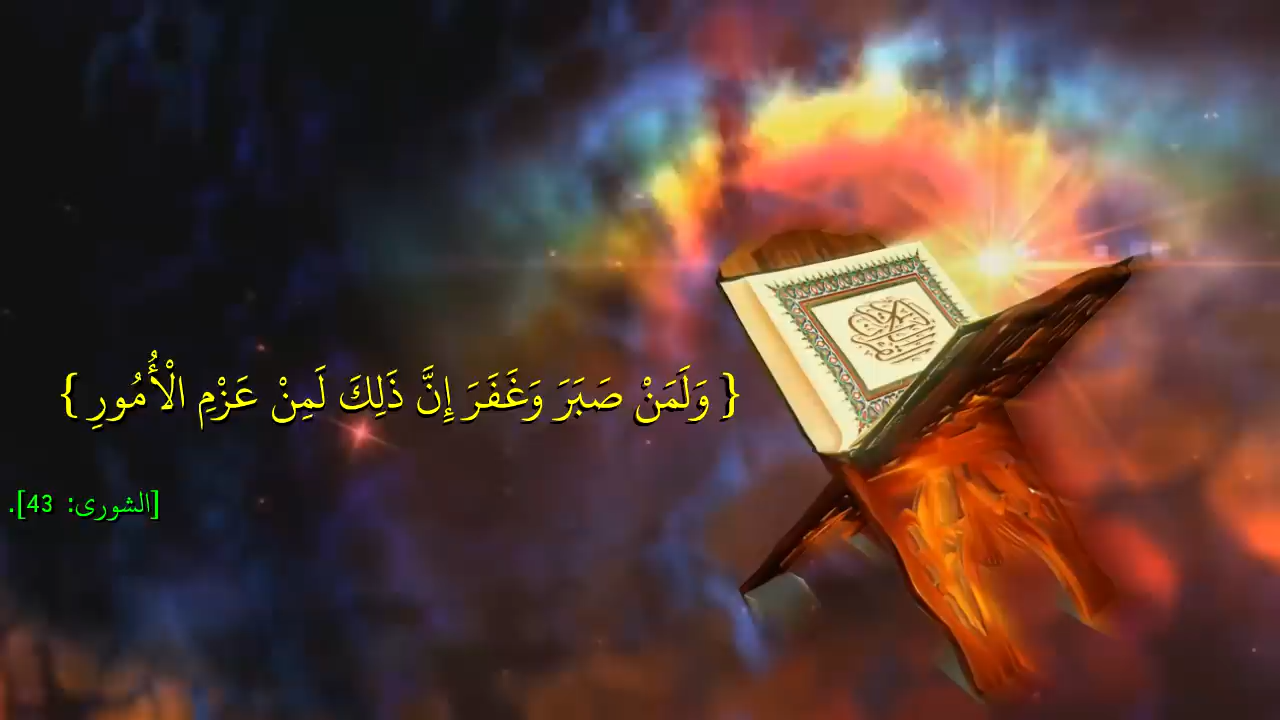 { وَلَمَنْ صَبَرَ وَغَفَرَ إِنَّ ذَلِكَ لَمِنْ عَزْمِ الْأُمُورِ }
[الشورى: 43].